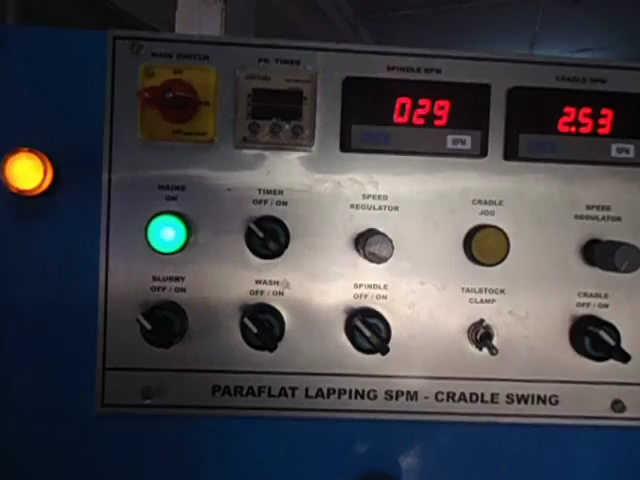 MAIN SWITCH
PR. TIMER
SPINDLE RPM
CRADLE SPM
ON
029
2.53
RPM
RPM
MAINS
ON
TIMER
OFF / ON
SPEED
REGULATOR
CRADLE
JOG
SPEED
REGULATOR
SLURRY
OFF / ON
WASH
OFF / ON
SPINDLE
OFF / ON
TAILSTOCK
CLAMP
CRADLE
OFF / ON
PARAFLAT LAPPING SPM - CRADLE SWING